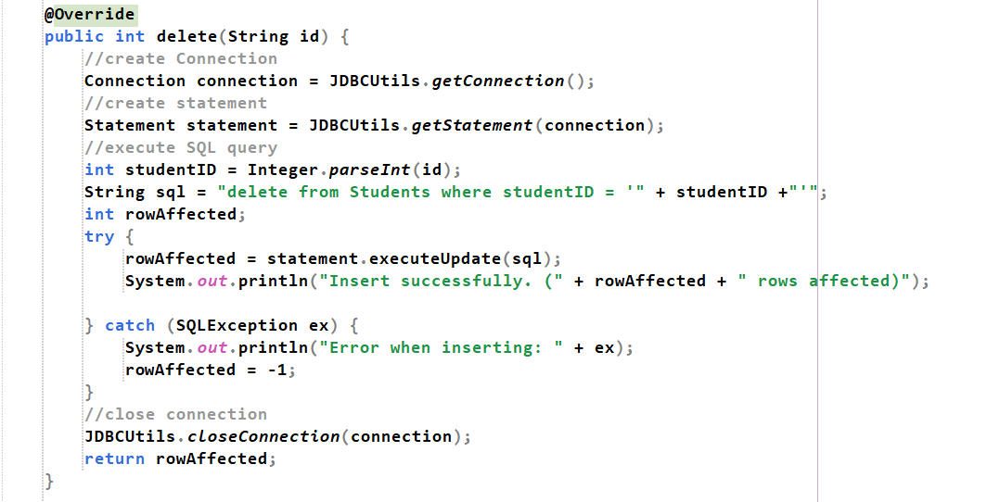 @Override
public int delete(String id) {
//create Connection
Connection connection = JDBCUtils.getConnection();
//create statement
Statement statement = JDBCUtils.getStatement(connection);
//execute SQL query
int studentID = Integer.parseInt(id);
String sql = "delete from Students where studentID = '" + studentID +"'";
int rowAffected;
try {
rowAffected = statement.executeUpdate(sql);
System.out.println("Insert successfully. (" + rowAffected + " rows affected)");
} catch (SQLException ex) {
System.out.println("Error when inserting: " + ex);
rowAffected = -1;
}
//close connection
JDBCUtils.closeConnection(connection);
return rowAffected;
}